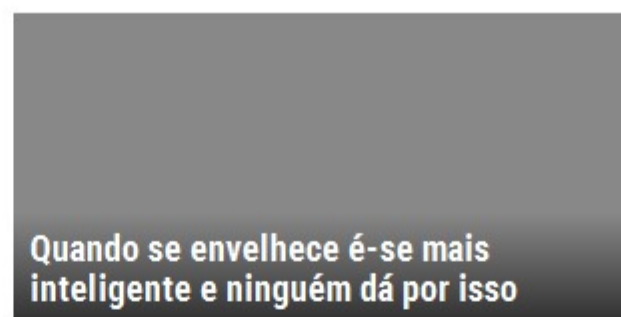 Quando se envelhece é-se mais
inteligente e ninguém dá por isso